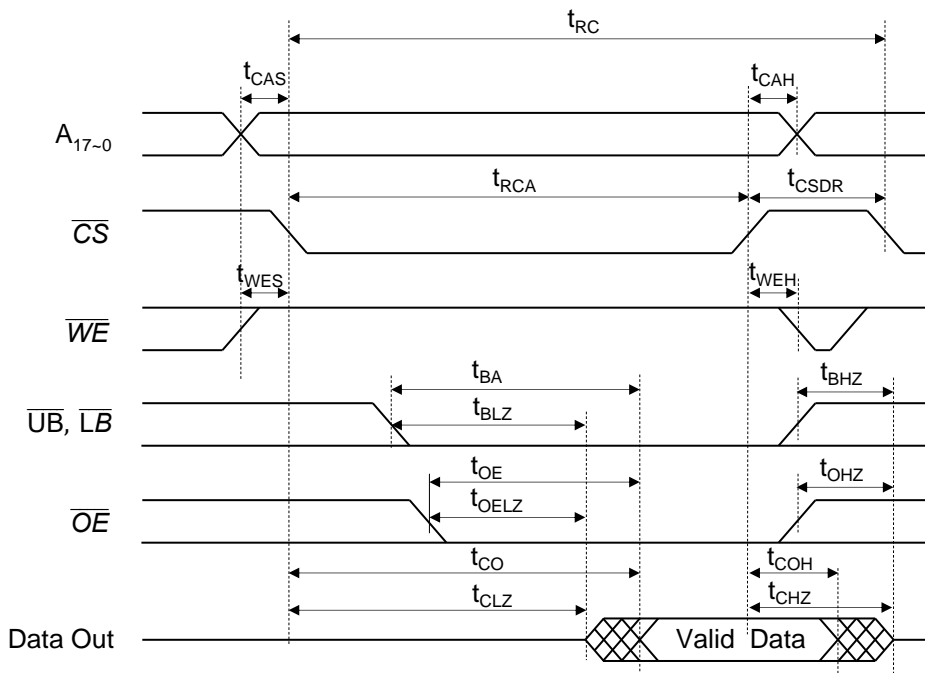 tRC
tCAS tCAH
A17~0
tRCA tCSDR
CS
tWES tWEH
WE
tBA tBHZ
UB, LB
tBLZ
tOE tOHZ
tOELZ
OE
tCO tCOH
tCLZ tCHZ
Data Out Valid Data